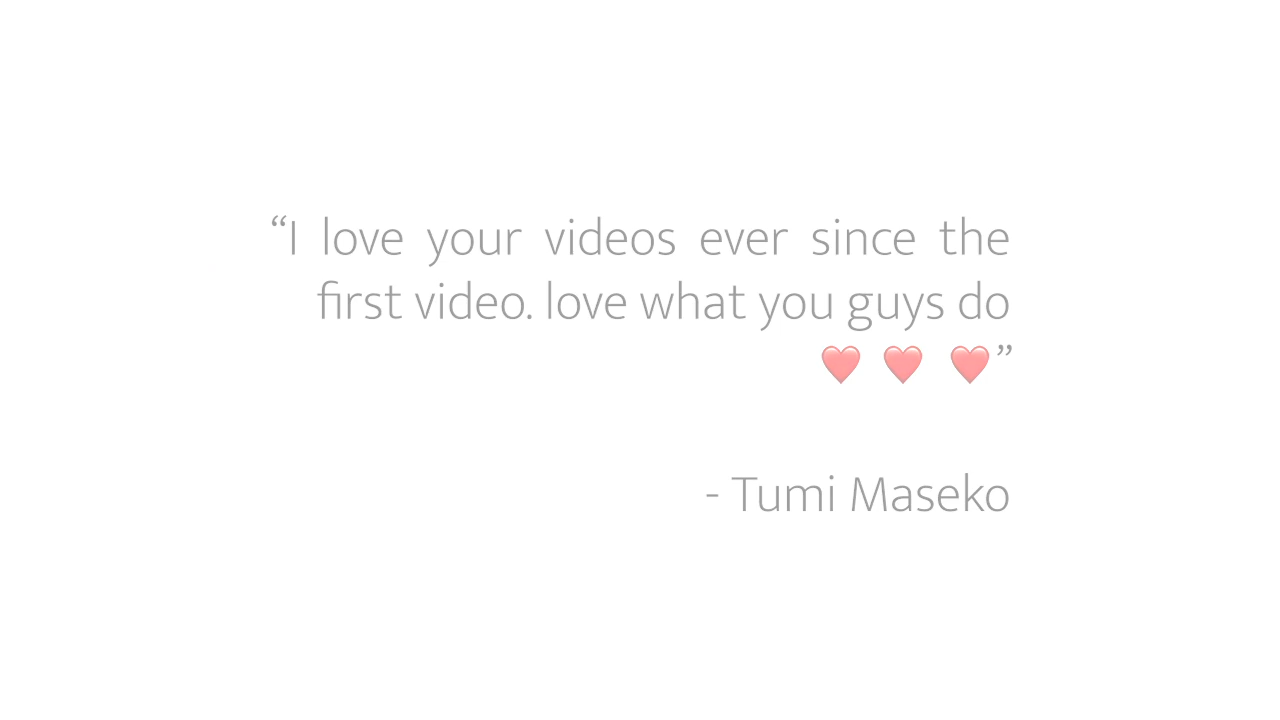 “I love your videos ever since the
first video. love what you guys do
❤️ ❤️ ❤️”
- Tumi Maseko